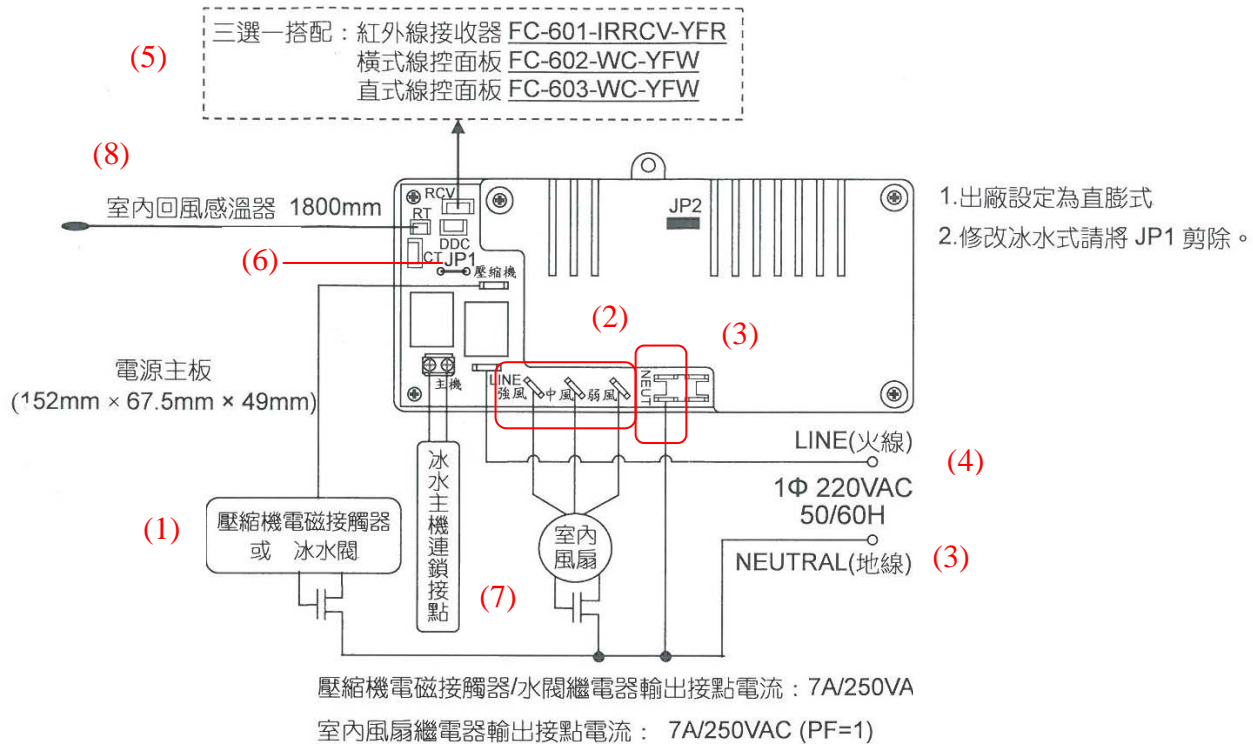 三選一搭配：紅外線接收器 FC-601-IRRCV-YFR
橫式線控面板 FC-602-WC-YFW
直式線控面板 FC-603-WC-YFW
(5)
(8)
室內回風感溫器 1800mm
RCV
RT
DDC
CT
JP1
(6)
壓縮機
JP2
1.出廠設定為直膨式
2.修改冰水式請將 JP1 剪除。
(2)
(3)
電源主板
(152mm × 67.5mm × 49mm)
主機
LINE
強風
中風
弱風
NEUT
LINE(火線)
(4)
1Φ 220VAC
50/60H
NEUTRAL(地線)
(3)
(1)
壓縮機電磁接觸器
或 冰水閥
冰水主機連鎖接點
(7)
室內
風扇
壓縮機電磁接觸器/水閥繼電器輸出接點電流：7A/250VA
室內風扇繼電器輸出接點電流： 7A/250VAC (PF=1)